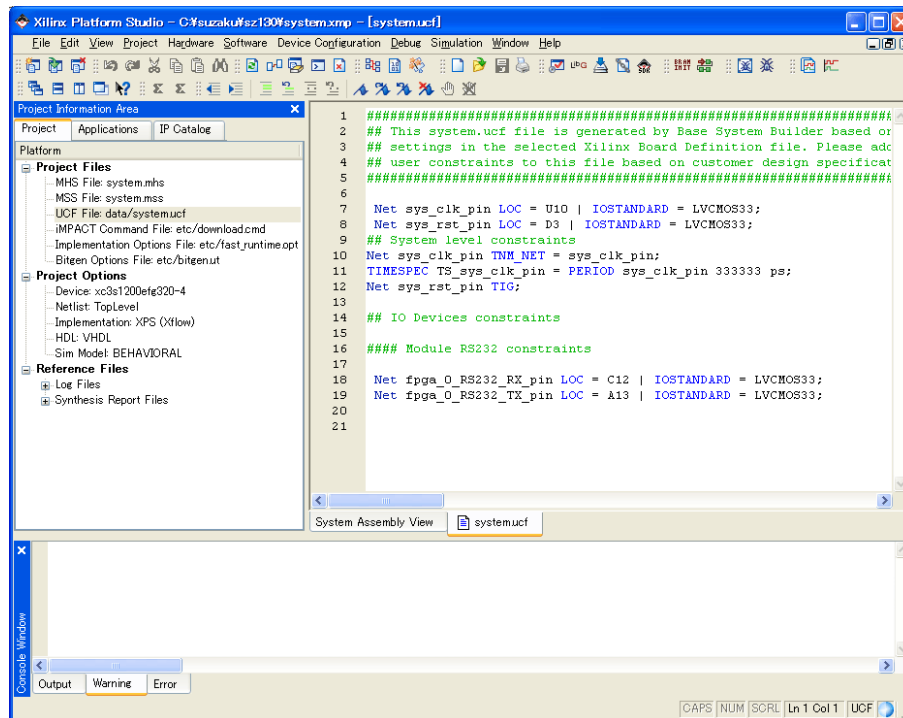 Xilinx Platform Studio - C:¥suzaku¥sz130¥system.xmp - [system.ucf]
File Edit View Project Hardware Software Device Configuration Debug Simulation Window Help
Project Information Area
Project Applications IP Catalog
Platform
Project Files
MHS File: system.mhs
MSS File: system.mss
UCF File: data/system.ucf
iMPACT Command File: etc/download.cmd
Implementation Options File: etc/fast_runtime.opt
Bitgen Options File: etc/bitgen.ut
Project Options
Device: xc3s1200efg320-4
Netlist: TopLevel
Implementation: XPS (Xflow)
HDL: VHDL
Sim Model: BEHAVIORAL
Reference Files
Log Files
Synthesis Report Files
1 ####################################################################
2 ## This system.ucf file is generated by Base System Builder based or
3 ## settings in the selected Xilinx Board Definition file. Please add
4 ## user constraints to this file based on customer design specificat
5 ####################################################################
6
7 Net sys_clk_pin LOC = U10 | IOSTANDARD = LVCMOS33;
8 Net sys_rst_pin LOC = D3 | IOSTANDARD = LVCMOS33;
9 ## System level constraints
10 Net sys_clk_pin TNM_NET = sys_clk_pin;
11 TIMESPEC TS_sys_clk_pin = PERIOD sys_clk_pin 333333 ps;
12 Net sys_rst_pin TIG;
13
14 ## IO Devices constraints
15
16 #### Module RS232 constraints
17
18 Net fpga_0_RS232_RX_pin LOC = C12 | IOSTANDARD = LVCMOS33;
19 Net fpga_0_RS232_TX_pin LOC = A13 | IOSTANDARD = LVCMOS33;
20
21
System Assembly View system.ucf
Console Window
Output Warning Error
CAPS NUM SCRL Ln 1 Col 1 UCF